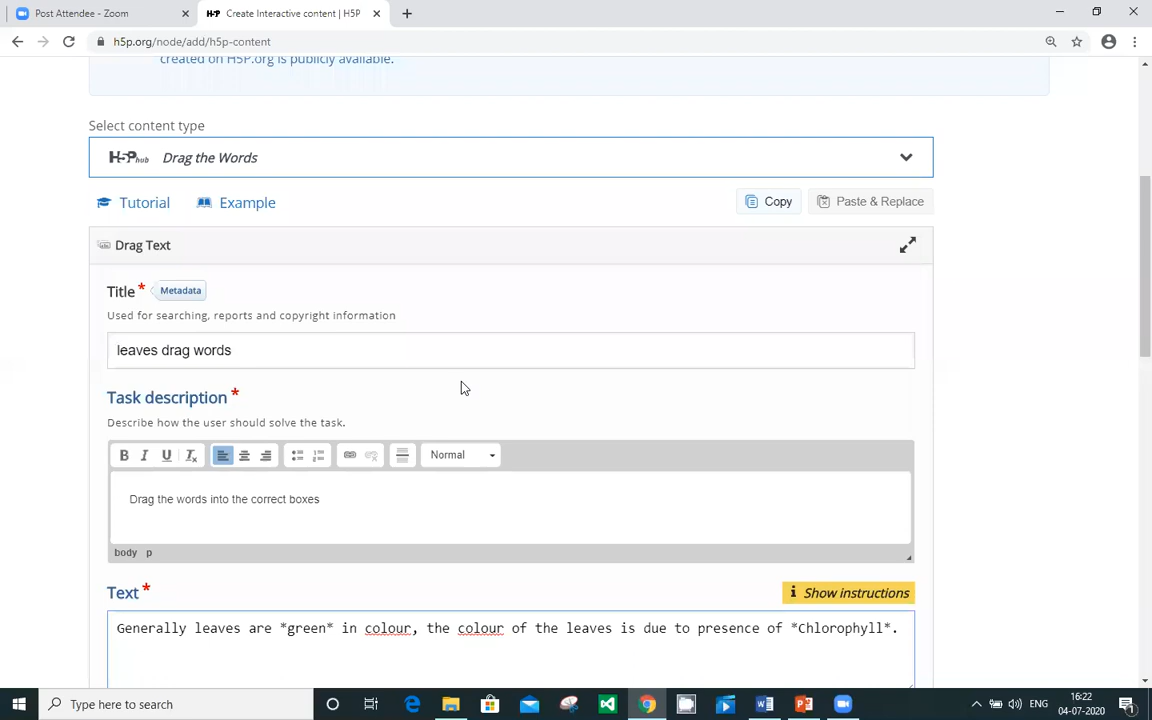 Post Attendee - Zoom
H5P Create Interactive content | H5P
h5p.org/node/add/h5p-content
created on H5P.org is publicly available.
Select content type
H5P hub Drag the Words
Tutorial Example Copy Paste & Replace
Drag Text
Title * Metadata
Used for searching, reports and copyright information
leaves drag words
Task description *
Describe how the user should solve the task.
B I U Tx Normal
Drag the words into the correct boxes
body p
Text * i Show instructions
Generally leaves are *green* in colour, the colour of the leaves is due to presence of *Chlorophyll*.
Type here to search
ENG
16:22
04-07-2020
1